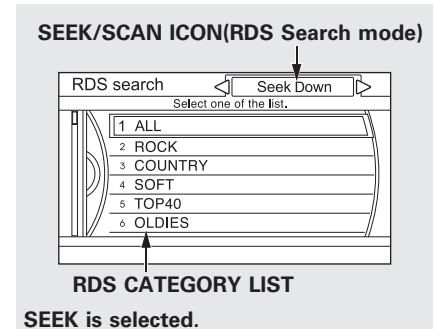 SEEK/SCAN ICON(RDS Search mode)
RDS search
Seek Down
Select one of the list.
1 ALL
2 ROCK
3 COUNTRY
4 SOFT
5 TOP40
6 OLDIES
RDS CATEGORY LIST
SEEK is selected.